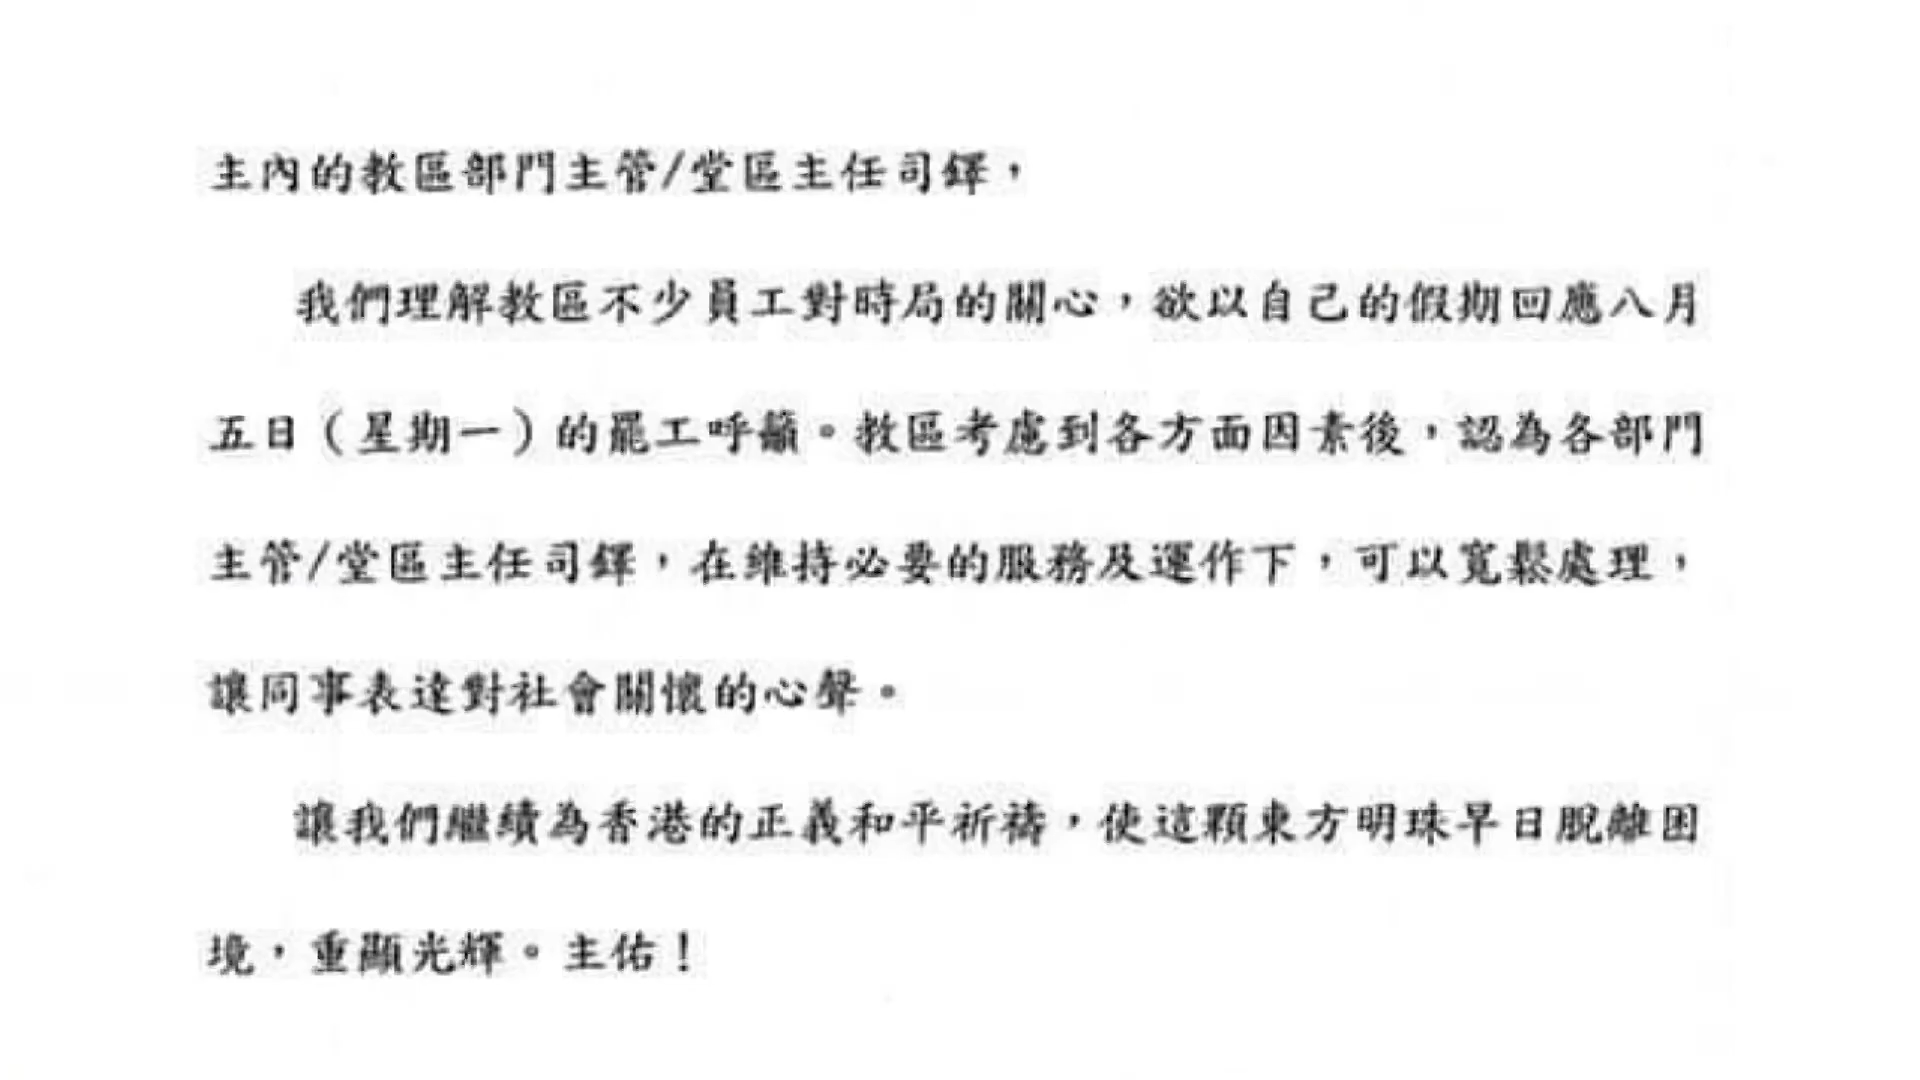 主內的教區部門主管/堂區主任司鐸，
我們理解教區不少員工對時局的關心，欲以自己的假期回應八月
五日（星期一）的罷工呼籲。教區考慮到各方面因素後，認為各部門
主管/堂區主任司鐸，在維持必要的服務及運作下，可以寬鬆處理，
讓同事表達對社會關懷的心聲。
讓我們繼續為香港的正義和平祈禱，使這顆東方明珠早日脫離困
境，重顯光輝。主佑！